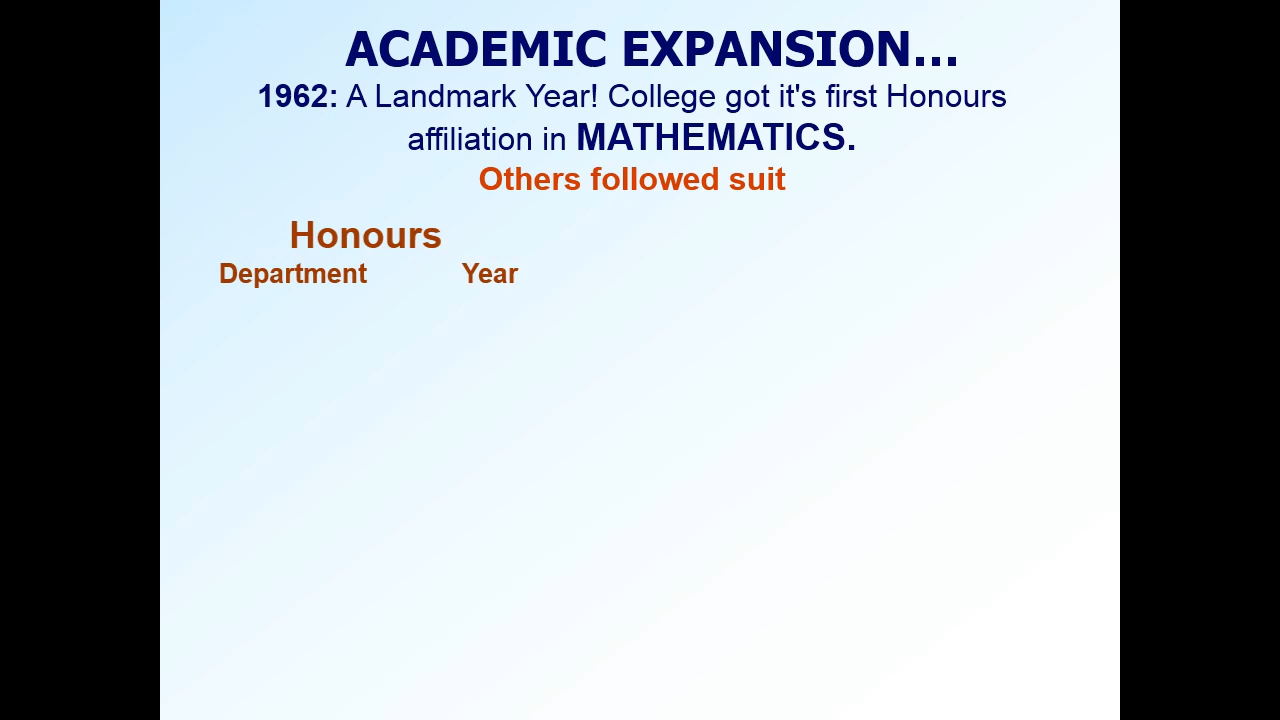 ACADEMIC EXPANSION...
1962: A Landmark Year! College got it's first Honours
affiliation in MATHEMATICS.
Others followed suit
Honours
Department Year